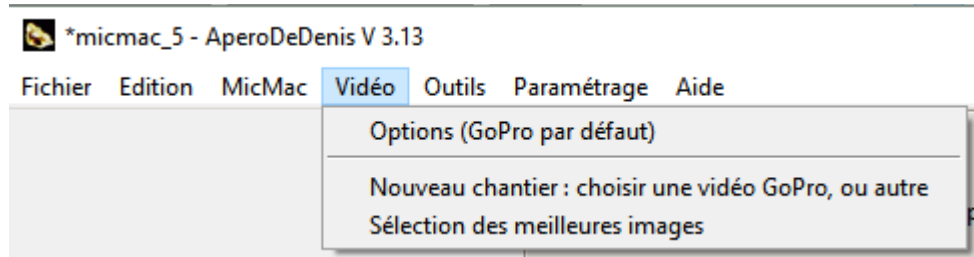 *micmac_5 - AperoDeDenis V 3.13
Fichier Edition MicMac Vidéo Outils Paramétrage Aide
Options (GoPro par défaut)
Nouveau chantier : choisir une vidéo GoPro, ou autre
Sélection des meilleures images